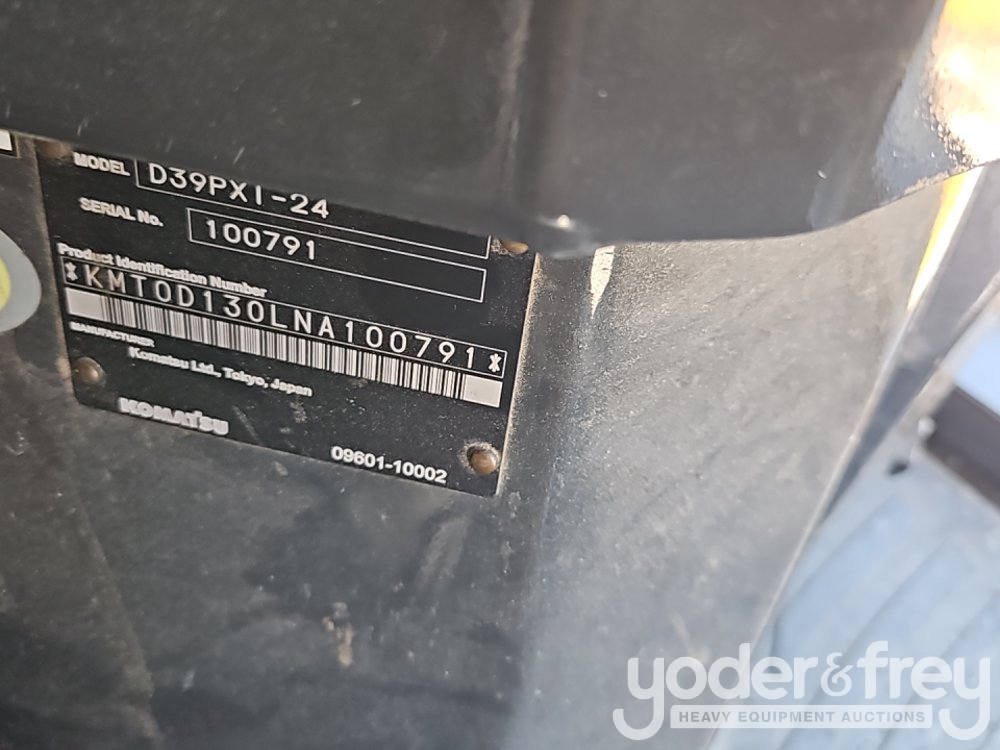 MODEL D39PXI-24
SERIAL No. 100791
Product Identification Number
*KMT0D130LNA100791*
MANUFACTURER
Komatsu Ltd., Tokyo, Japan
KOMATSU
09601-10002
yoder&frey
HEAVY EQUIPMENT AUCTIONS